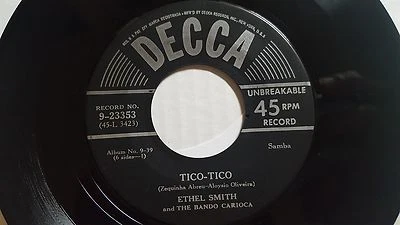 DECCA
RECORD NO.
9-23353
(45-L 3423)
UNBREAKABLE
45 RPM
RECORD
Album No. 9-39
(6 sides—1)
Samba
TICO-TICO
(Zequinha Abreu-Aloysio Oliveira)
ETHEL SMITH
AND THE BANDO CARIOCA